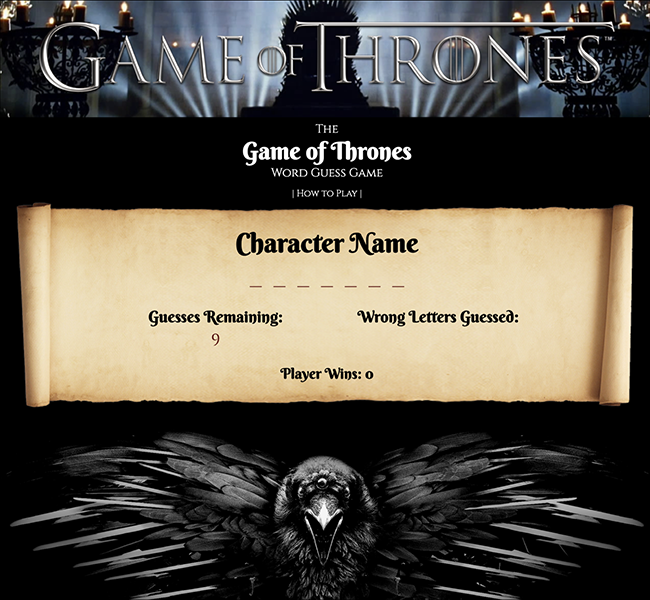 GAME OF THRONES™
THE
Game of Thrones
WORD GUESS GAME
| HOW TO PLAY |
Character Name
_ _ _ _ _ _ _
Guesses Remaining: Wrong Letters Guessed:
9
Player Wins: 0